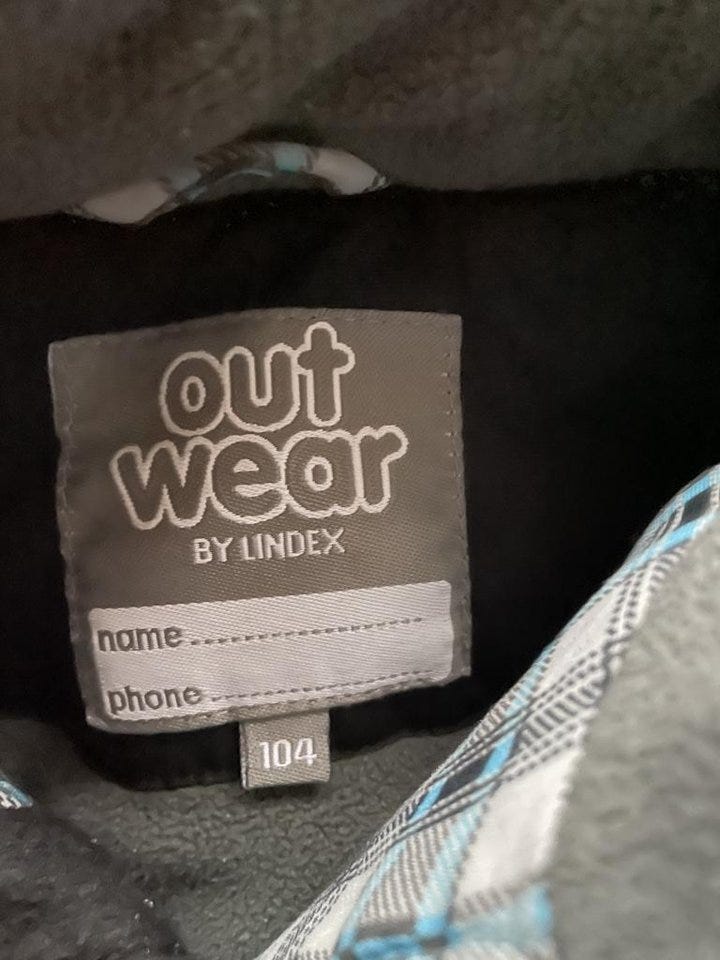 out
wear
BY LINDEX
name....................
phone....................
104